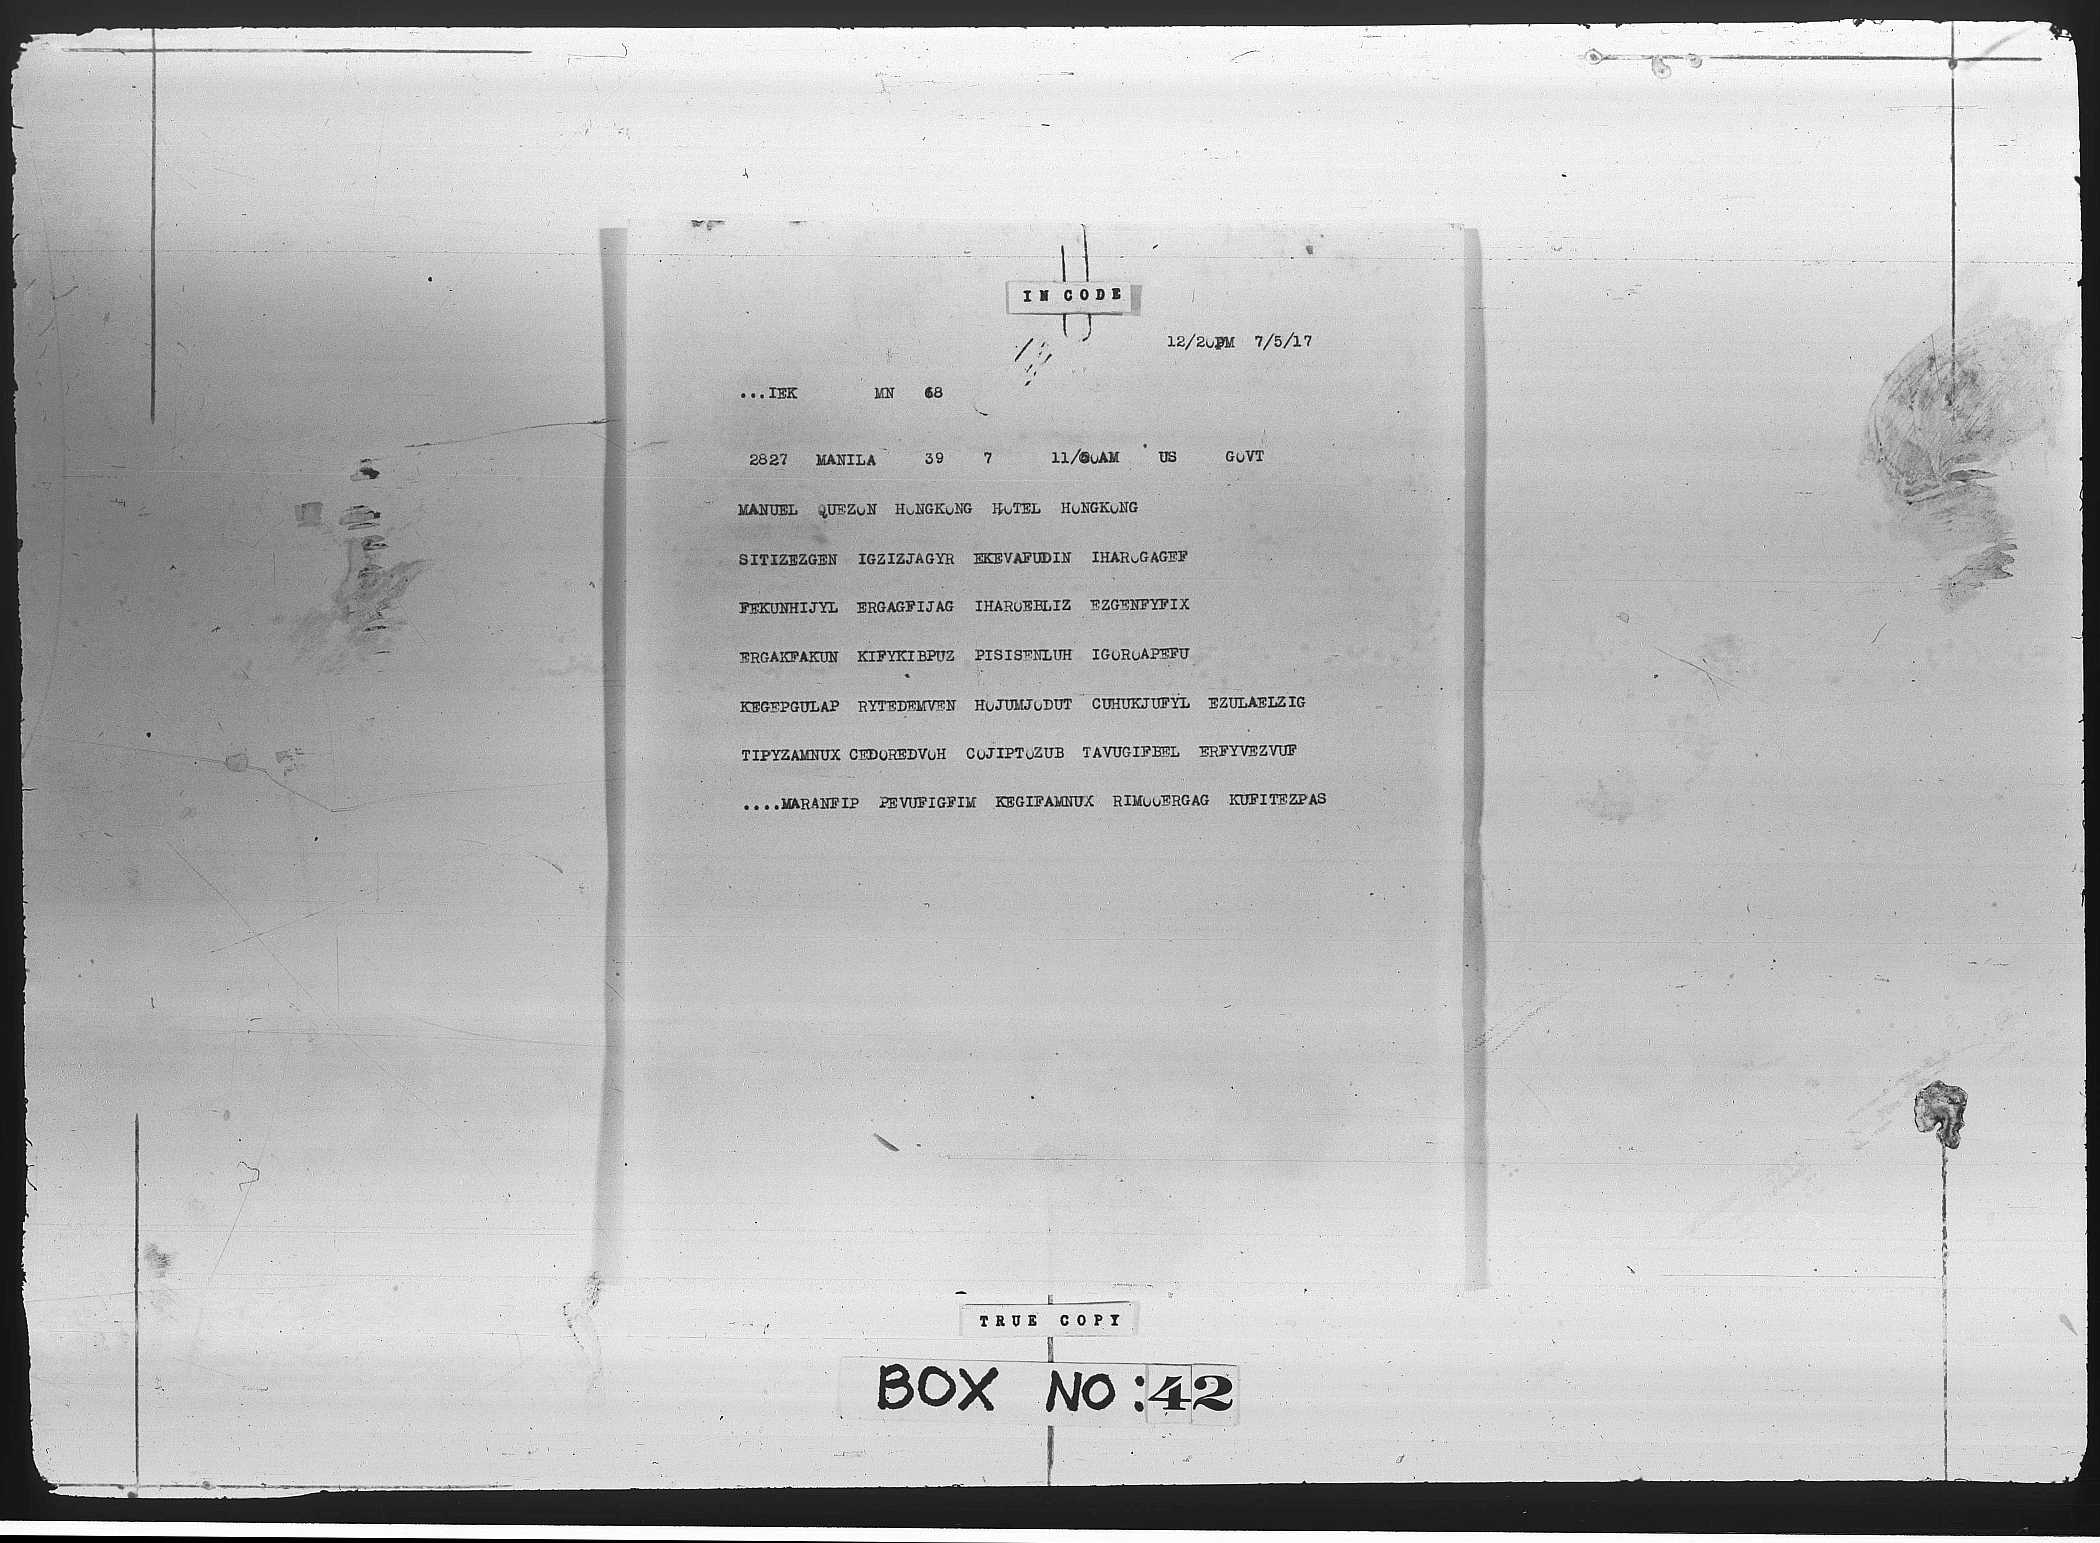 IN CODE
12/20PM 7/5/17
...IEK MN 68
2827 MANILA 39 7 11/50AM US GOVT
MANUEL QUEZON HONGKONG HOTEL HONGKONG
SITIZEZGEN IGZIZJAGYR EKEVAFUDIN IHAROGAGEF
FEKUNHIJYL ERGAGFIJAG IHAROEBLIZ EZGENFYFIX
ERGAKFAKUN KIFYKIBPUZ PISISENLUH IGOROAPEFU
KEGEPGULAP RYTEDEMVEN HOJUMJODUT CUHUKJUFYL EZULAELZIG
TIPYZAMNUX CEDOREDVOH COJIPTOZUB TAVUGIFBEL ERFYVEZVUF
....MARANFIP PEVUFIGFIM KEGIFAMNUX RIMOOERGAG KUFITEZPAS
TRUE COPY
BOX NO:42